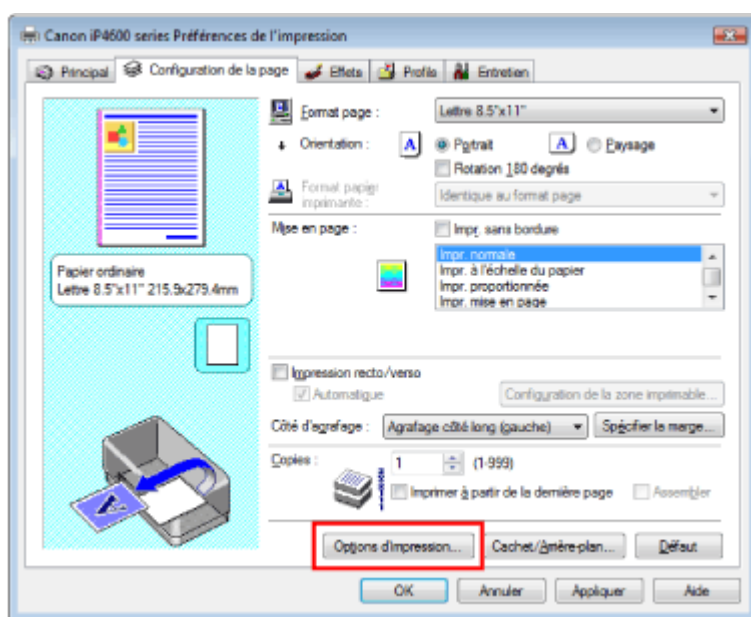 Canon iP4600 series Préférences de l'impression
Principal Configuration de la page Effets Profils Entretien
Format page : Lettre 8.5"x11"
Orientation : A Portrait A Paysage
Rotation 180 degrés
Format papier
imprimante : Identique au format page
Mise en page : Impr. sans bordure
Impr. normale
Impr. à l'échelle du papier
Impr. proportionnée
Impr. mise en page
Papier ordinaire
Lettre 8.5"x11" 215.9x279.4mm
Impression recto/verso
Automatique Configuration de la zone imprimable...
Côté d'agrafage : Agrafage côté long (gauche) Spécifier la marge...
Copies : 1 (1-999)
Imprimer à partir de la dernière page Assembler
Options d'impression... Cachet/Arrière-plan... Défaut
OK Annuler Appliquer Aide